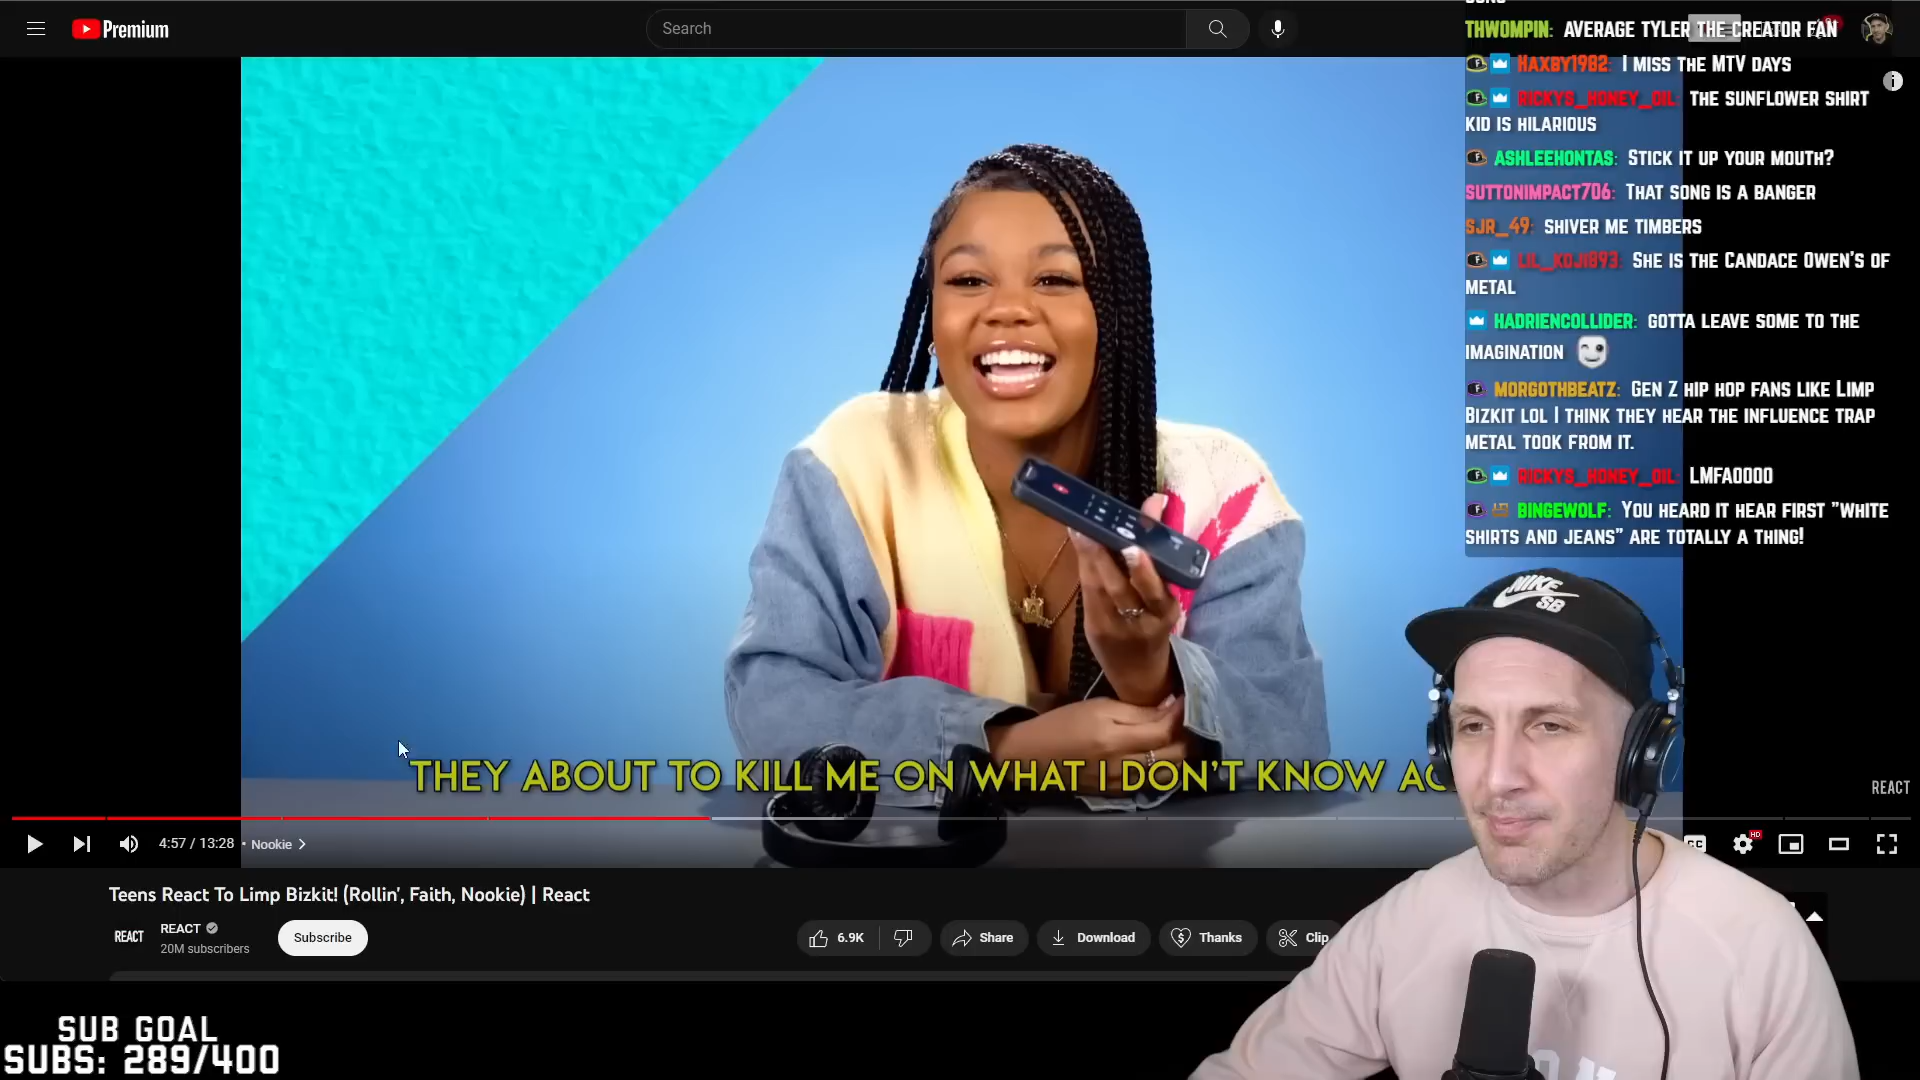 Premium
Search
THWOMPIN: AVERAGE TYLER THE CREATOR FAN
HAXBY1982: I MISS THE MTV DAYS
RICKYS_HONEY_OIL: THE SUNFLOWER SHIRT
KID IS HILARIOUS
ASHLEEHONTAS: STICK IT UP YOUR MOUTH?
SUTTONIMPACT706: THAT SONG IS A BANGER
SJR_49: SHIVER ME TIMBERS
LIL_KOJI893: SHE IS THE CANDACE OWEN'S OF
METAL
HADRIENCOLLIDER: GOTTA LEAVE SOME TO THE
IMAGINATION
MORGOTHBEATZ: GEN Z HIP HOP FANS LIKE LIMP
BIZKIT LOL I THINK THEY HEAR THE INFLUENCE TRAP
METAL TOOK FROM IT.
RICKYS_HONEY_OIL: LMFAOOOO
BINGEWOLF: YOU HEARD IT HEAR FIRST "WHITE
SHIRTS AND JEANS" ARE TOTALLY A THING!
NIKE
SB
THEY ABOUT TO KILL ME ON WHAT I DON'T KNOW
REACT
4:57 / 13:28 • Nookie
CC
HD
Teens React To Limp Bizkit! (Rollin', Faith, Nookie) | React
REACT
REACT
20M subscribers
Subscribe
6.9K
Share
Download
Thanks
Clip
SUB GOAL
SUBS: 289/400